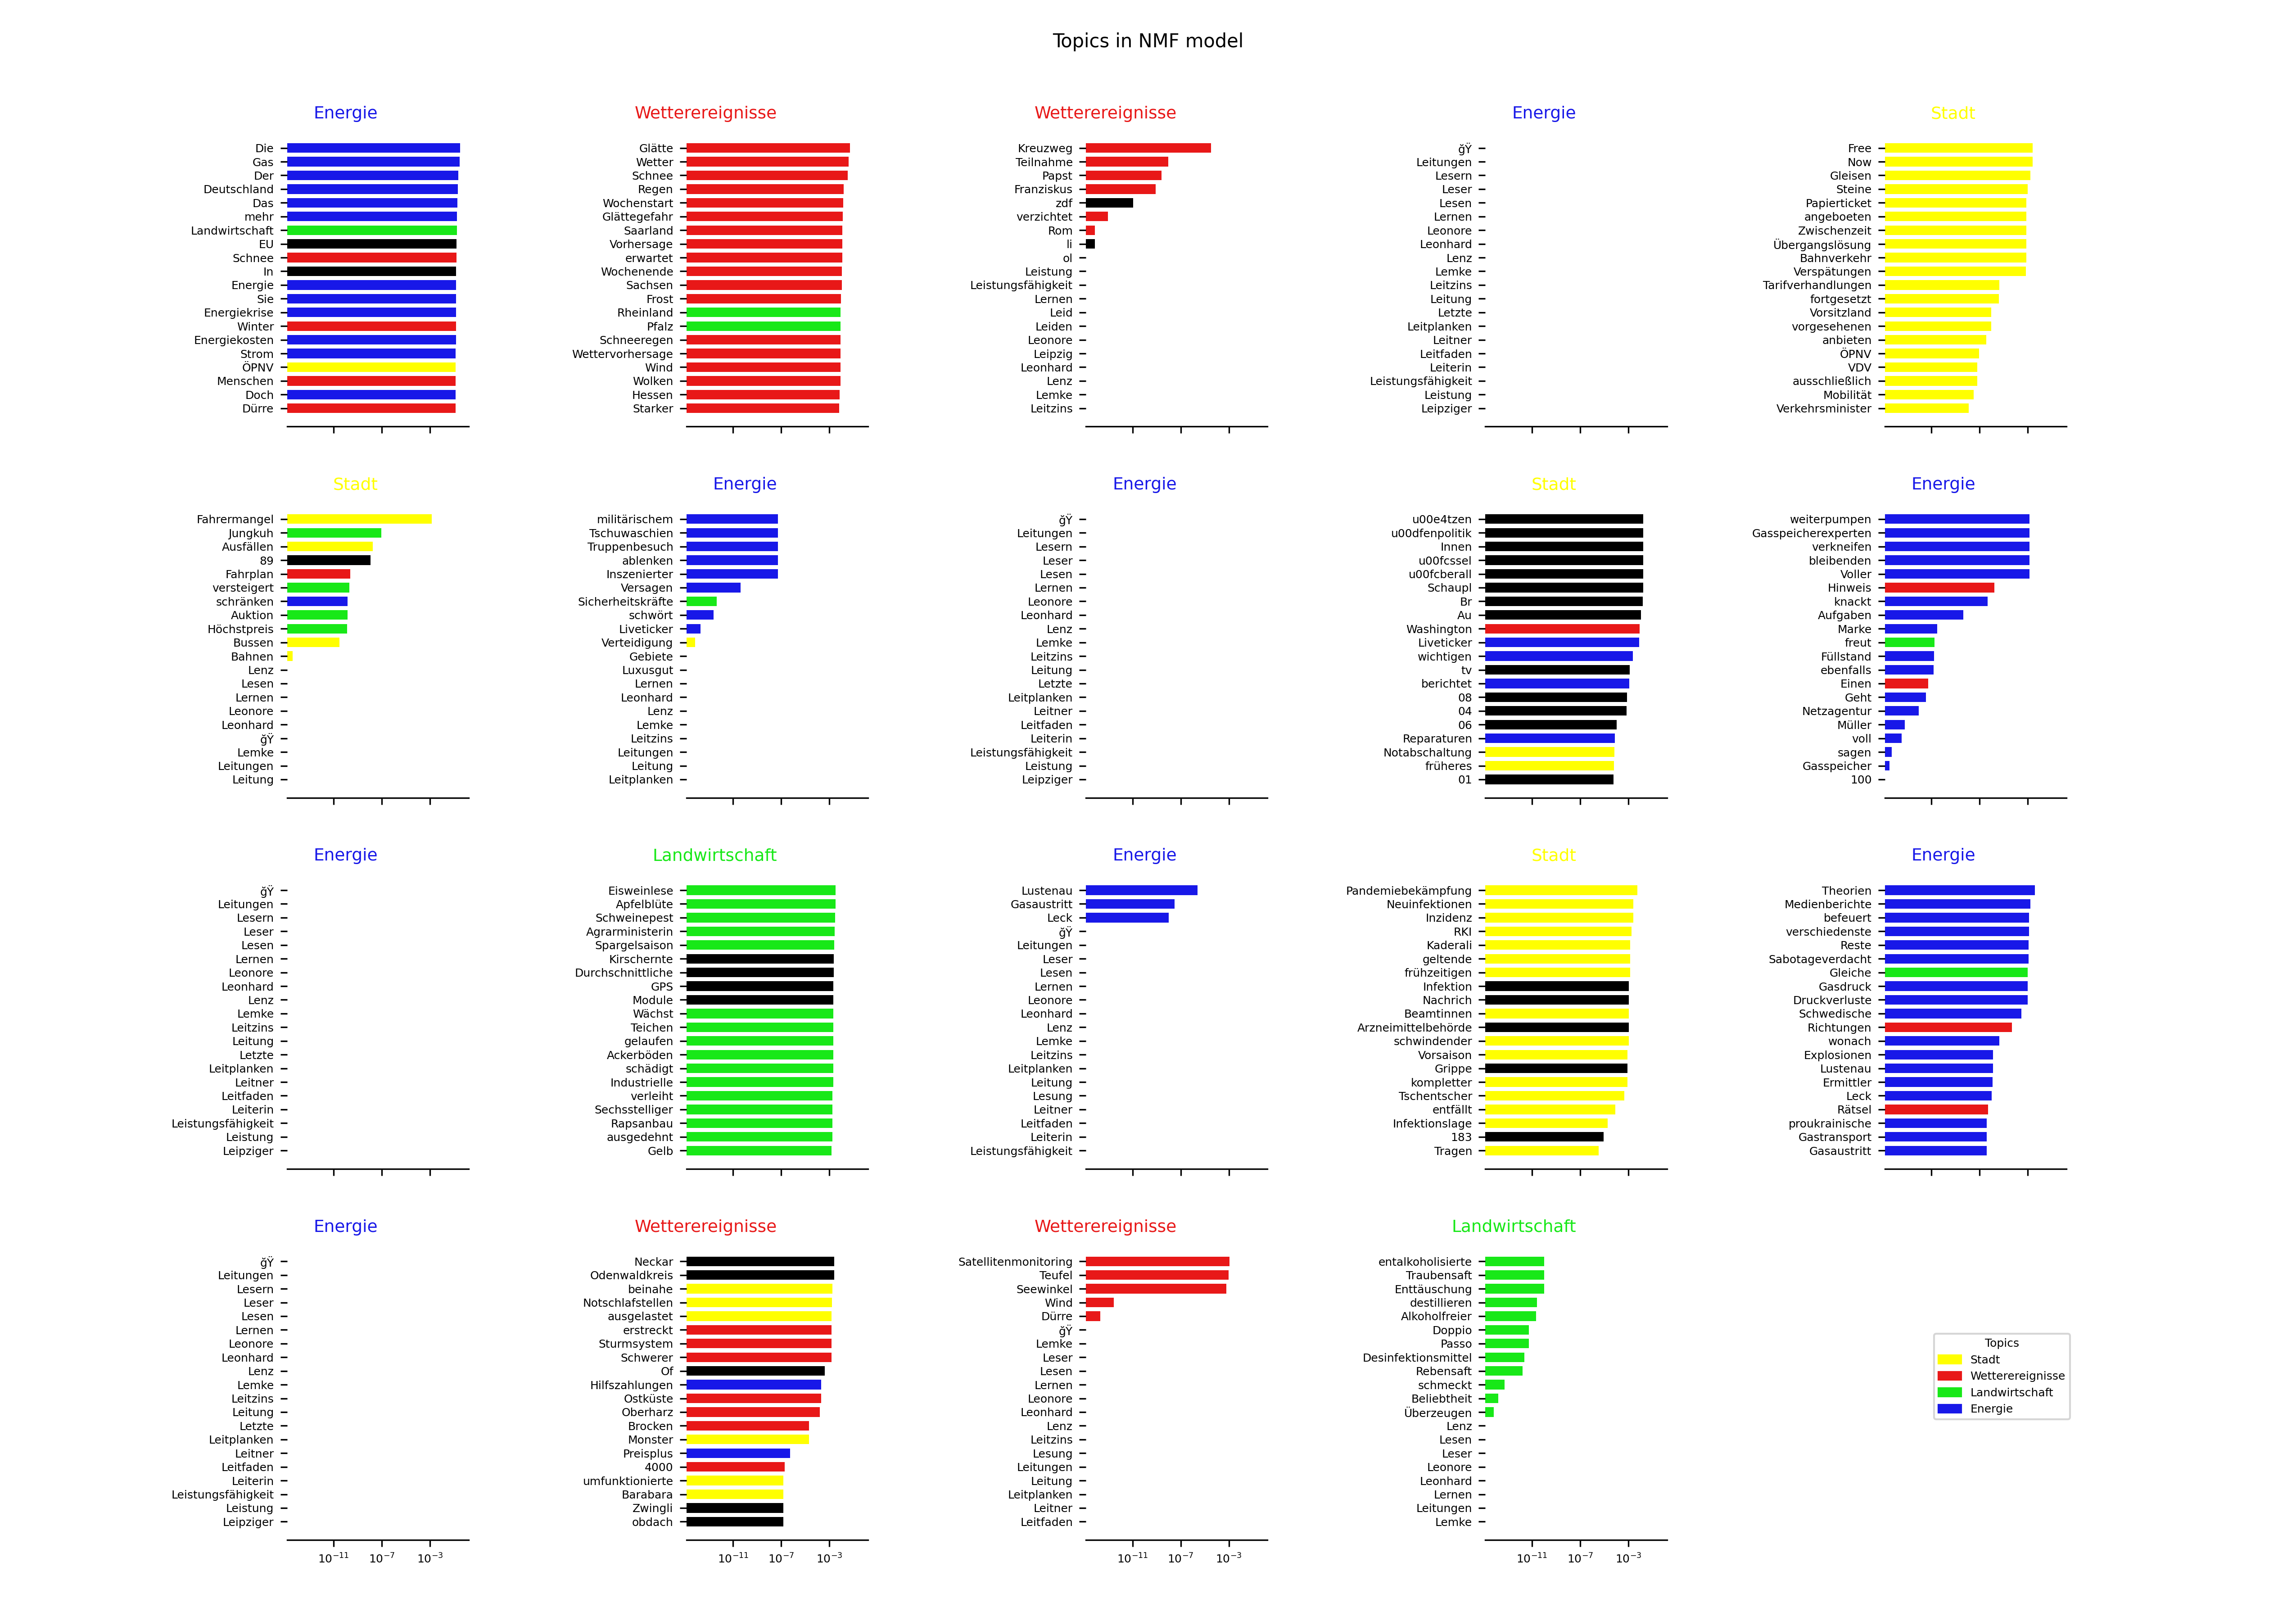 Topics in NMF model
Energie
Die
Gas
Der
Deutschland
Das
mehr
Landwirtschaft
EU
Schnee
In
Energie
Sie
Energiekrise
Winter
Energiekosten
Strom
ÖPNV
Menschen
Doch
Dürre
Wetterereignisse
Glätte
Wetter
Schnee
Regen
Wochenstart
Glättegefahr
Saarland
Vorhersage
erwartet
Wochenende
Sachsen
Frost
Rheinland
Pfalz
Schneeregen
Wettervorhersage
Wind
Wolken
Hessen
Starker
Wetterereignisse
Kreuzweg
Teilnahme
Papst
Franziskus
zdf
verzichtet
Rom
li
ol
Leistung
Leistungsfähigkeit
Lernen
Leid
Leiden
Leonore
Leipzig
Leonhard
Lenz
Lemke
Leitzins
Energie
ğŸ
Leitungen
Lesern
Leser
Lesen
Lernen
Leonore
Leonhard
Lenz
Lemke
Leitzins
Leitung
Letzte
Leitplanken
Leitner
Leitfaden
Leiterin
Leistungsfähigkeit
Leistung
Leipziger
Stadt
Free
Now
Gleisen
Steine
Papierticket
angeboeten
Zwischenzeit
Übergangslösung
Bahnverkehr
Verspätungen
Tarifverhandlungen
fortgesetzt
Vorsitzland
vorgesehenen
anbieten
ÖPNV
VDV
ausschließlich
Mobilität
Verkehrsminister
Stadt
Fahrermangel
Jungkuh
Ausfällen
89
Fahrplan
versteigert
schränken
Auktion
Höchstpreis
Bussen
Bahnen
Lenz
Lesen
Lernen
Leonore
Leonhard
ğŸ
Lemke
Leitungen
Leitung
Energie
militärischem
Tschuwaschien
Truppenbesuch
ablenken
Inszenierter
Versagen
Sicherheitskräfte
schwört
Liveticker
Verteidigung
Gebiete
Luxusgut
Lernen
Leonhard
Lenz
Lemke
Leitzins
Leitungen
Leitung
Leitplanken
Energie
ğŸ
Leitungen
Lesern
Leser
Lesen
Lernen
Leonore
Leonhard
Lenz
Lemke
Leitzins
Leitung
Letzte
Leitplanken
Leitner
Leitfaden
Leiterin
Leistungsfähigkeit
Leistung
Leipziger
Stadt
u00e4tzen
u00dfenpolitik
Innen
u00fcssel
u00fcberall
Schaupl
Br
Au
Washington
Liveticker
wichtigen
tv
berichtet
08
04
06
Reparaturen
Notabschaltung
früheres
01
Energie
weiterpumpen
Gasspeicherexperten
verkneifen
bleibenden
Voller
Hinweis
knackt
Aufgaben
Marke
freut
Füllstand
ebenfalls
Einen
Geht
Netzagentur
Müller
voll
sagen
Gasspeicher
100
Energie
ğŸ
Leitungen
Lesern
Leser
Lesen
Lernen
Leonore
Leonhard
Lenz
Lemke
Leitzins
Leitung
Letzte
Leitplanken
Leitner
Leitfaden
Leiterin
Leistungsfähigkeit
Leistung
Leipziger
Landwirtschaft
Eisweinlese
Apfelblüte
Schweinepest
Agrarministerin
Spargelsaison
Kirschernte
Durchschnittliche
GPS
Module
Wächst
Teichen
gelaufen
Ackerböden
schädigt
Industrielle
verleiht
Sechsstelliger
Rapsanbau
ausgedehnt
Gelb
Energie
Lustenau
Gasaustritt
Leck
ğŸ
Leitungen
Leser
Lesen
Lernen
Leonore
Leonhard
Lenz
Lemke
Leitzins
Leitplanken
Leitung
Lesung
Leitner
Leitfaden
Leiterin
Leistungsfähigkeit
Stadt
Pandemiebekämpfung
Neuinfektionen
Inzidenz
RKI
Kaderali
geltende
frühzeitigen
Infektion
Nachrich
Beamtinnen
Arzneimittelbehörde
schwindender
Vorsaison
Grippe
kompletter
Tschentscher
entfällt
Infektionslage
183
Tragen
Energie
Theorien
Medienberichte
befeuert
verschiedenste
Reste
Sabotageverdacht
Gleiche
Gasdruck
Druckverluste
Schwedische
Richtungen
wonach
Explosionen
Lustenau
Ermittler
Leck
Rätsel
proukrainische
Gastransport
Gasaustritt
Energie
ğŸ
Leitungen
Lesern
Leser
Lesen
Lernen
Leonore
Leonhard
Lenz
Lemke
Leitzins
Leitung
Letzte
Leitplanken
Leitner
Leitfaden
Leiterin
Leistungsfähigkeit
Leistung
Leipziger
10⁻¹¹ 10⁻⁷ 10⁻³
Wetterereignisse
Neckar
Odenwaldkreis
beinahe
Notschlafstellen
ausgelastet
erstreckt
Sturmsystem
Schwerer
Of
Hilfszahlungen
Ostküste
Oberharz
Brocken
Monster
Preisplus
4000
umfunktionierte
Barabara
Zwingli
obdach
10⁻¹¹ 10⁻⁷ 10⁻³
Wetterereignisse
Satellitenmonitoring
Teufel
Seewinkel
Wind
Dürre
ğŸ
Lemke
Leser
Lesen
Lernen
Leonore
Leonhard
Lenz
Leitzins
Lesung
Leitungen
Leitung
Leitplanken
Leitner
Leitfaden
10⁻¹¹ 10⁻⁷ 10⁻³
Landwirtschaft
entalkoholisierte
Traubensaft
Enttäuschung
destillieren
Alkoholfreier
Doppio
Passo
Desinfektionsmittel
Rebensaft
schmeckt
Beliebtheit
Überzeugen
Lenz
Lesen
Leser
Leonore
Leonhard
Lernen
Leitungen
Lemke
10⁻¹¹ 10⁻⁷ 10⁻³
Topics
Stadt
Wetterereignisse
Landwirtschaft
Energie